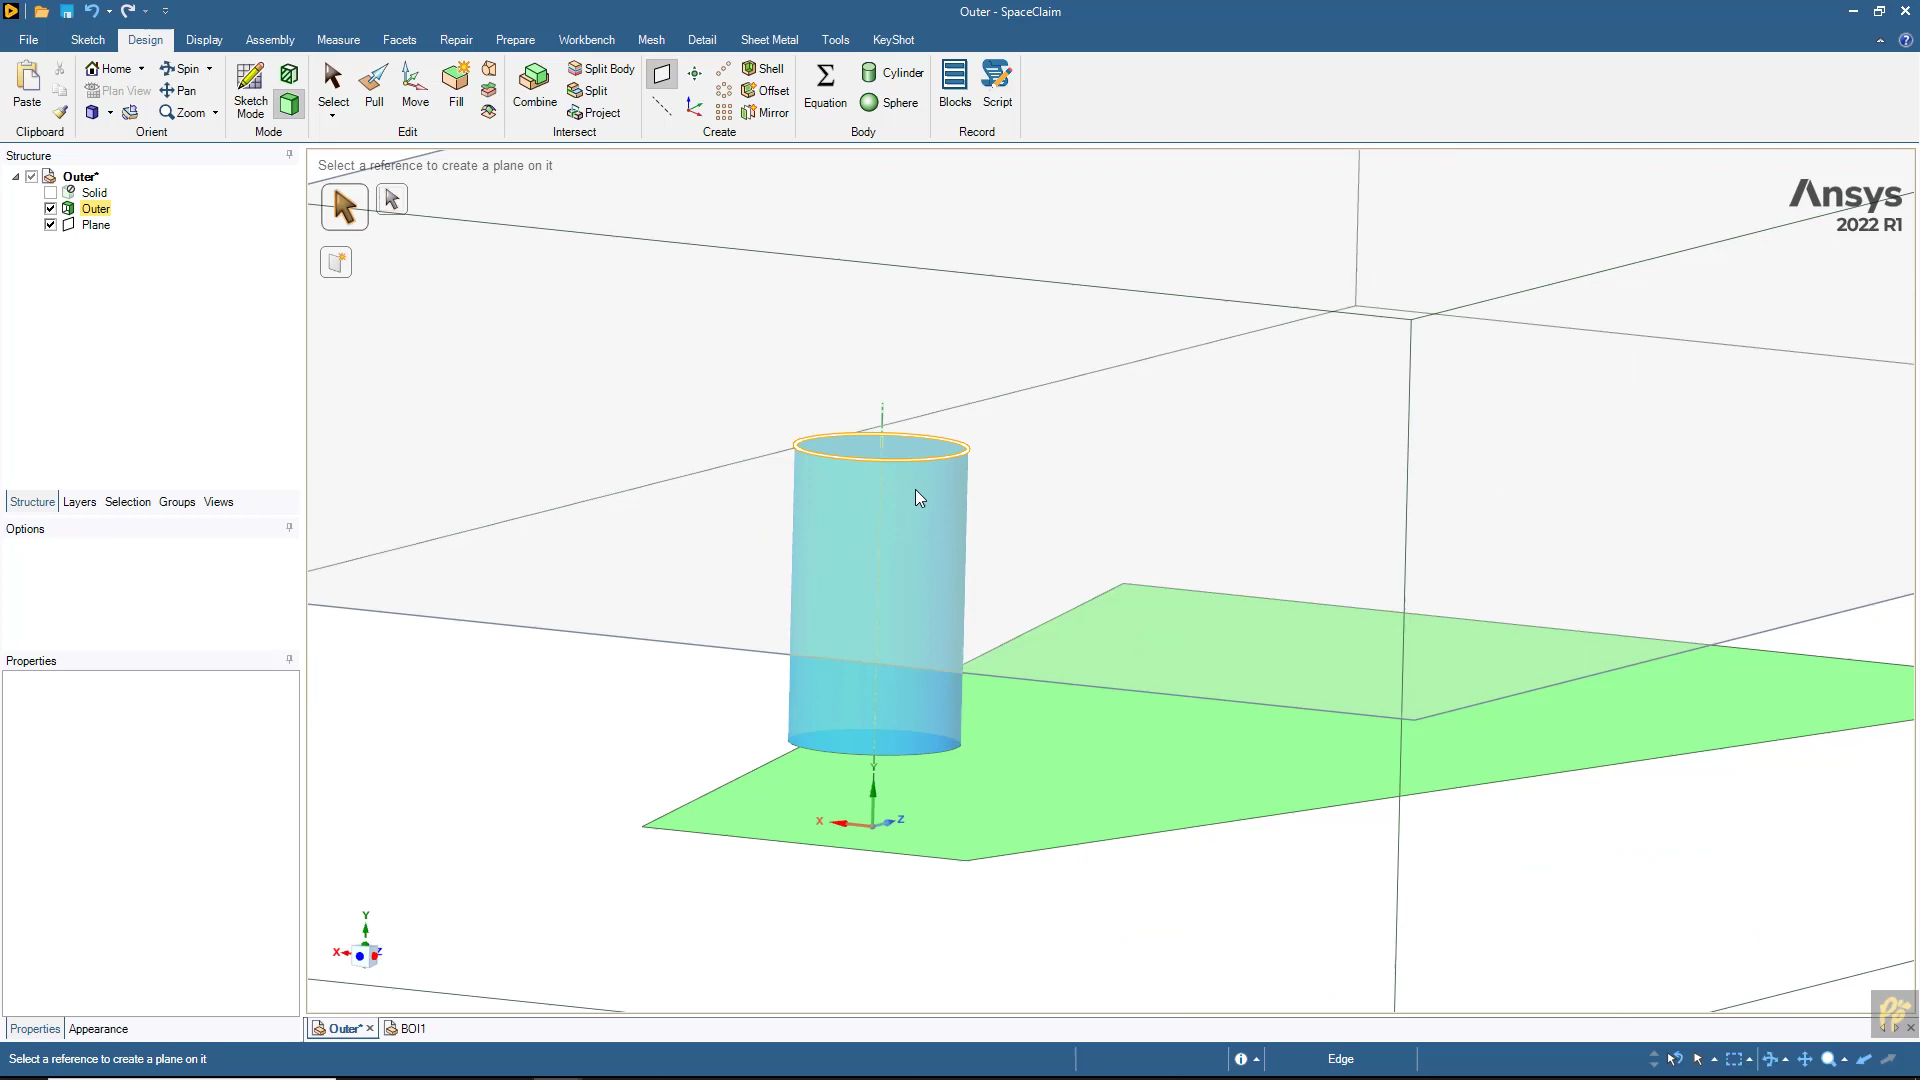 Outer - SpaceClaim
File Sketch Design Display Assembly Measure Facets Repair Prepare Workbench Mesh Detail Sheet Metal Tools KeyShot
Paste
Home
Plan View
Spin
Pan
Zoom
Sketch Mode
Select
Pull
Move
Fill
Combine
Split Body
Split
Project
Shell
Offset
Mirror
Equation
Cylinder
Sphere
Blocks
Script
Clipboard Orient Mode Edit Intersect Create Body Record
Structure
Outer*
Solid
Outer
Plane
Structure Layers Selection Groups Views
Options
Properties
Properties Appearance
Select a reference to create a plane on it
Ansys
2022 R1
Y
X
Z
Y
X
Z
Outer* BOI1
Select a reference to create a plane on it
Edge